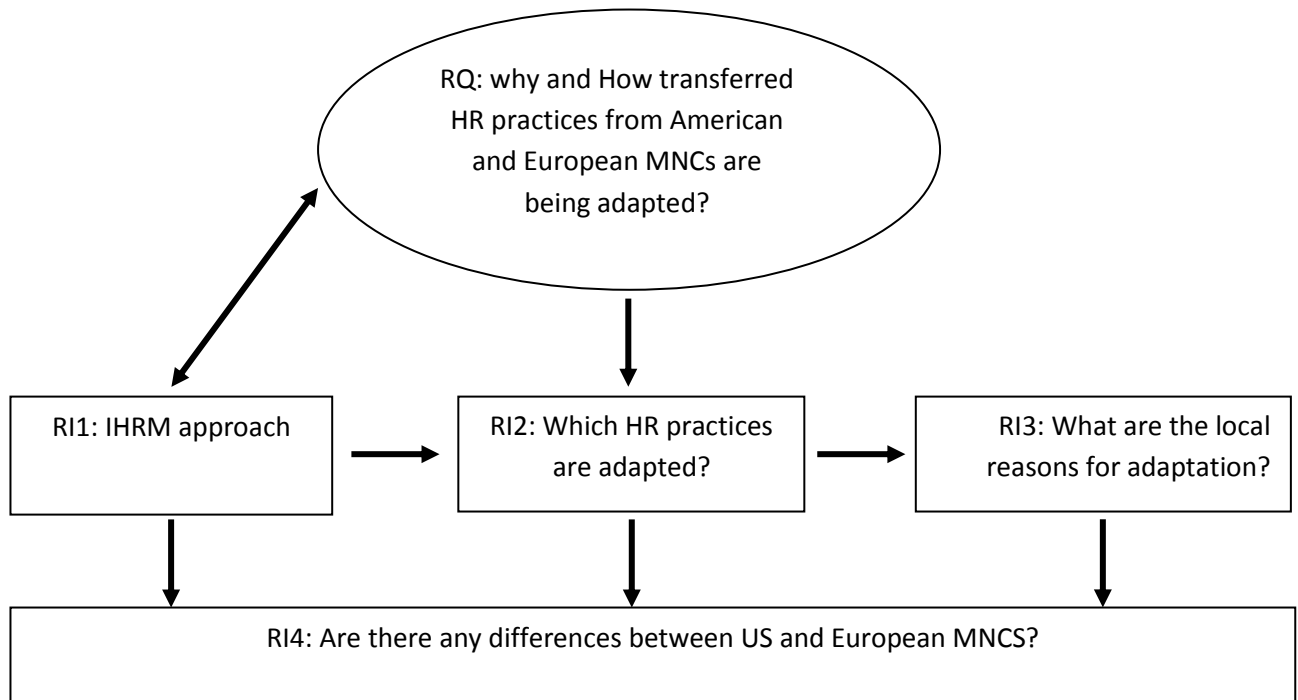 RQ: why and How transferred
HR practices from American
and European MNCs are
being adapted?
RI1: IHRM approach
RI2: Which HR practices
are adapted?
RI3: What are the local
reasons for adaptation?
RI4: Are there any differences between US and European MNCS?